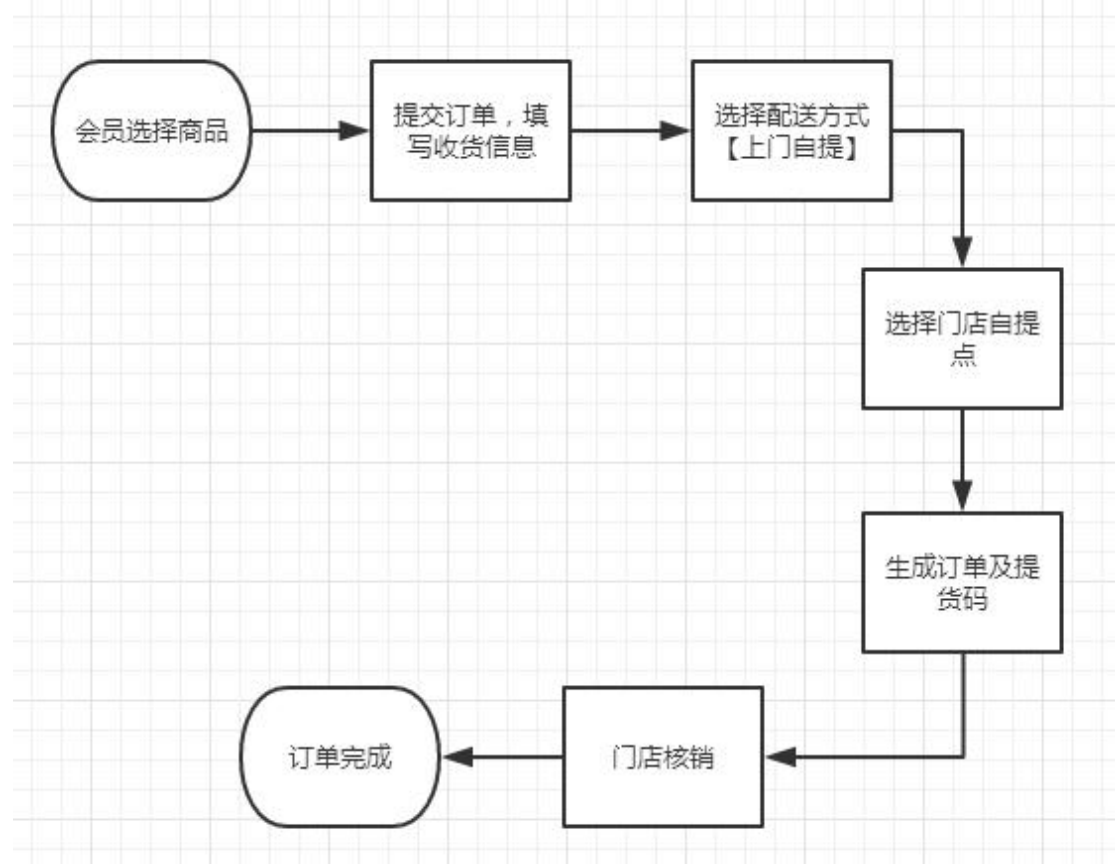 会员选择商品
提交订单，填
写收货信息
选择配送方式
【上门自提】
选择门店自提
点
生成订单及提
货码
门店核销
订单完成